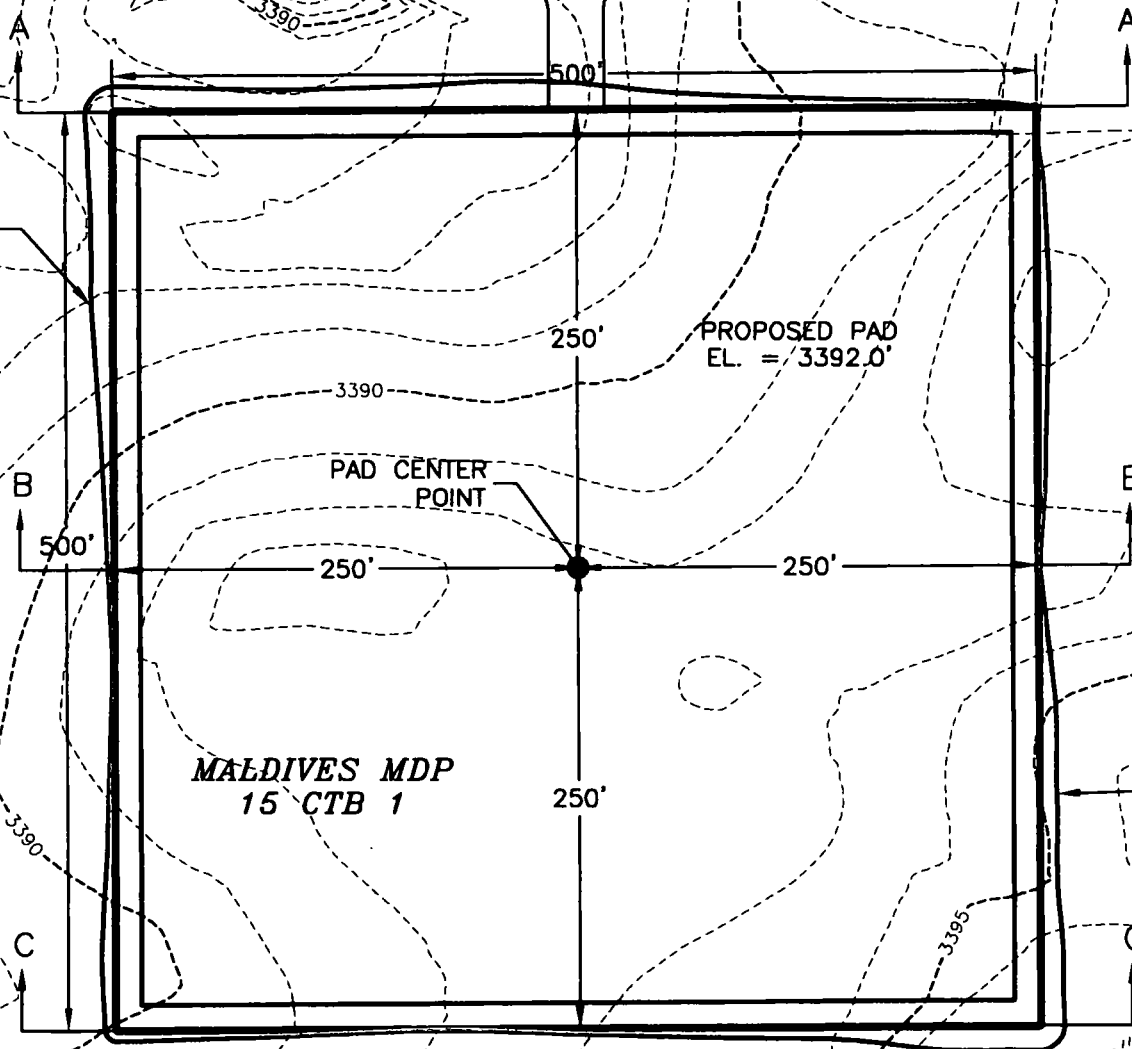 3390
A
A
500'
250'
PROPOSED PAD
EL. = 3392.0'
3390
PAD CENTER
POINT
B
500'
250'
250'
MALDIVES MDP
15 CTB 1
250'
3390
3395
C